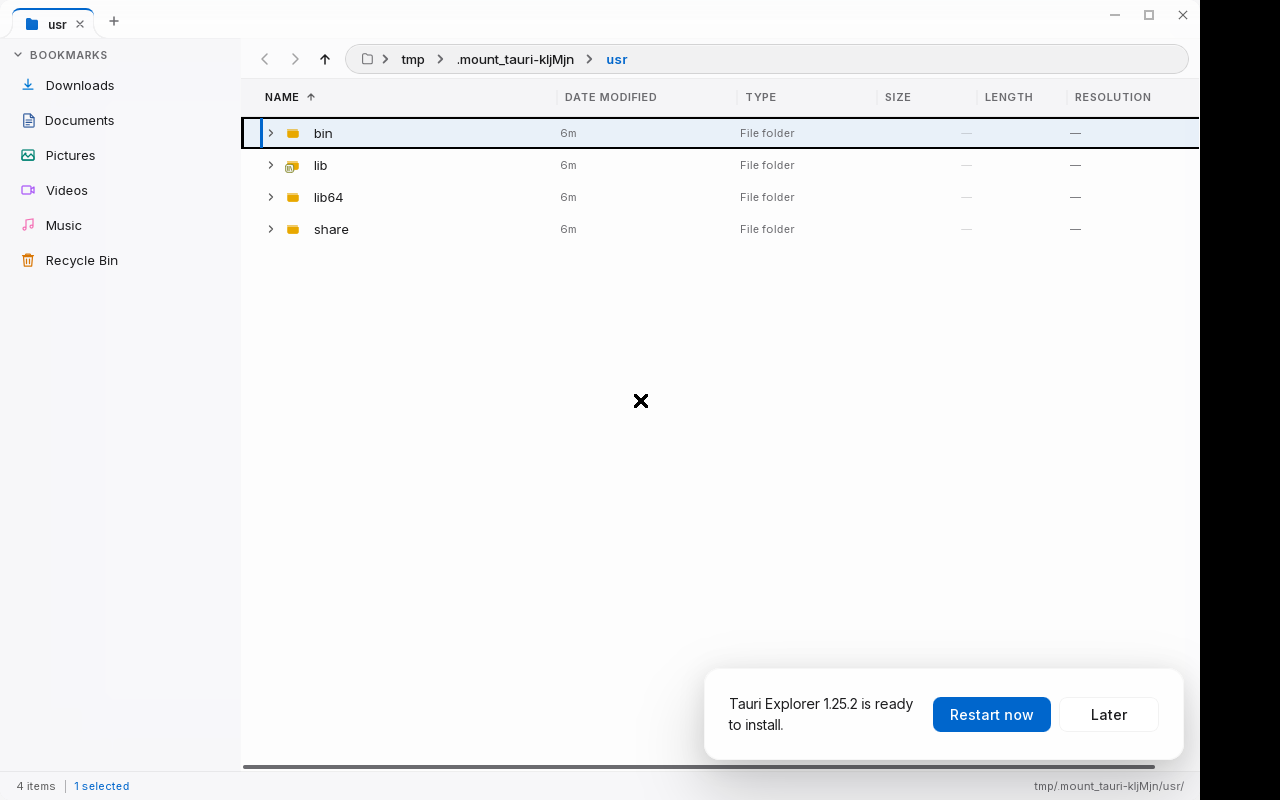 usr
BOOKMARKS
Downloads
Documents
Pictures
Videos
Music
Recycle Bin
tmp
.mount_tauri-kIjMjn
usr
NAME DATE MODIFIED TYPE SIZE LENGTH RESOLUTION
bin 6m File folder — —
lib 6m File folder — —
lib64 6m File folder — —
share 6m File folder — —
Tauri Explorer 1.25.2 is ready
to install.
Restart now
Later
4 items
1 selected
tmp/.mount_tauri-kIjMjn/usr/